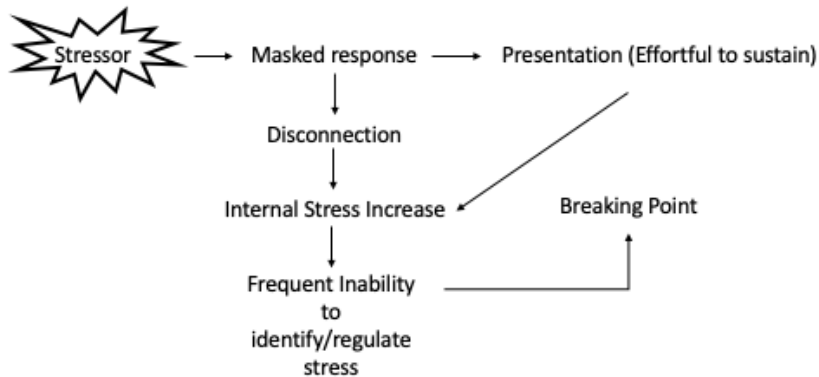 Stressor
Masked response
Presentation (Effortful to sustain)
Disconnection
Internal Stress Increase
Breaking Point
Frequent Inability
to
identify/regulate
stress